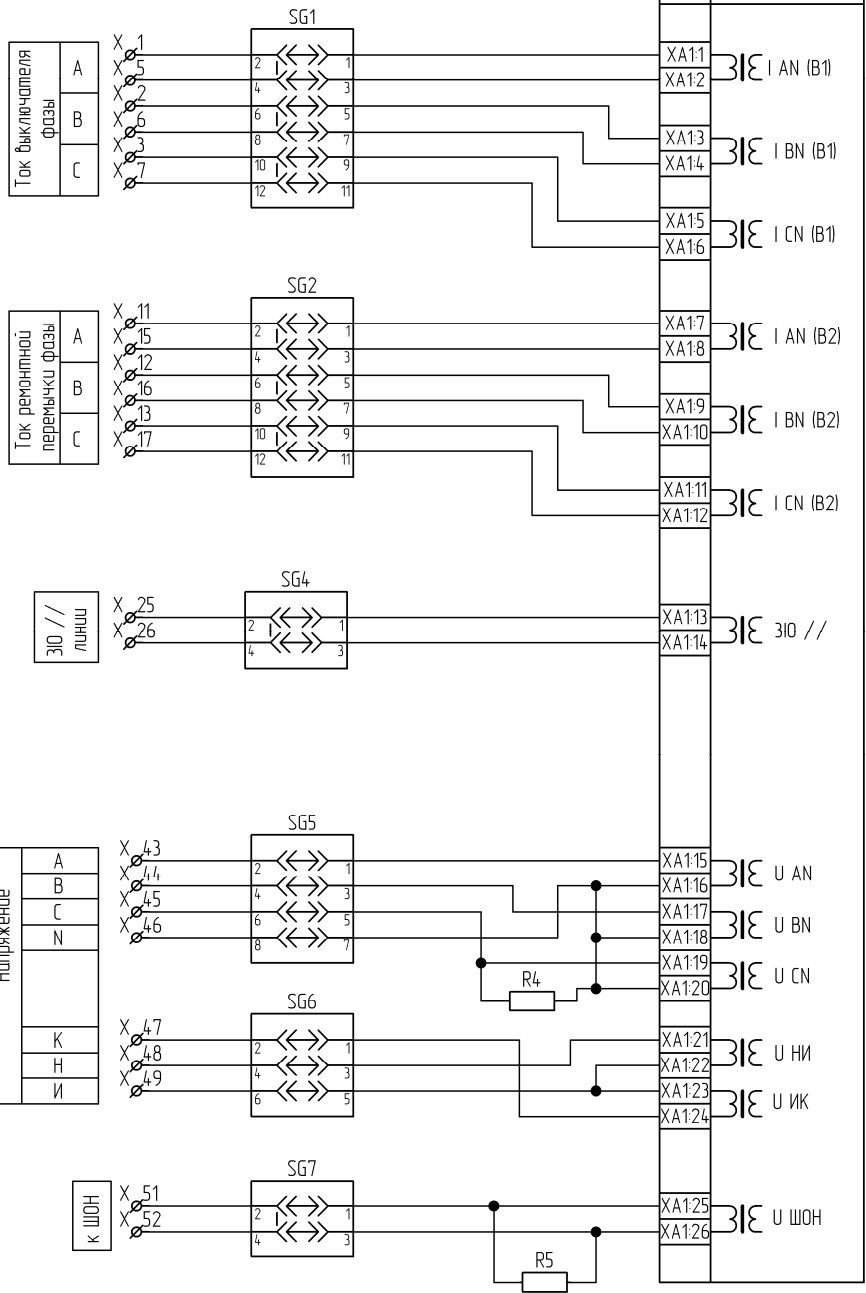 SG1
Ток выключателя
фазы
A
B
C
X 1
X 5
X 2
X 6
X 3
X 7
2 1
4 3
6 5
8 7
10 9
12 11
XA1:1
XA1:2
XA1:3
XA1:4
XA1:5
XA1:6
I AN (B1)
I BN (B1)
I CN (B1)
SG2
Ток ремонтной
перемычки фазы
A
B
C
X 11
X 15
X 12
X 16
X 13
X 17
2 1
4 3
6 5
8 7
10 9
12 11
XA1:7
XA1:8
XA1:9
XA1:10
XA1:11
XA1:12
I AN (B2)
I BN (B2)
I CN (B2)
SG4
3I0 //
линии
X 25
X 26
2 1
4 3
XA1:13
XA1:14
3I0 //
SG5
Напряжение
A
B
C
N
К
Н
И
X 43
X 44
X 45
X 46
2 1
4 3
6 5
8 7
XA1:15
XA1:16
XA1:17
XA1:18
XA1:19
XA1:20
U AN
U BN
U CN
R4
SG6
X 47
X 48
X 49
2 1
4 3
6 5
XA1:21
XA1:22
XA1:23
XA1:24
U НИ
U ИК
SG7
к ШОН
X 51
X 52
2 1
4 3
XA1:25
XA1:26
U ШОН
R5